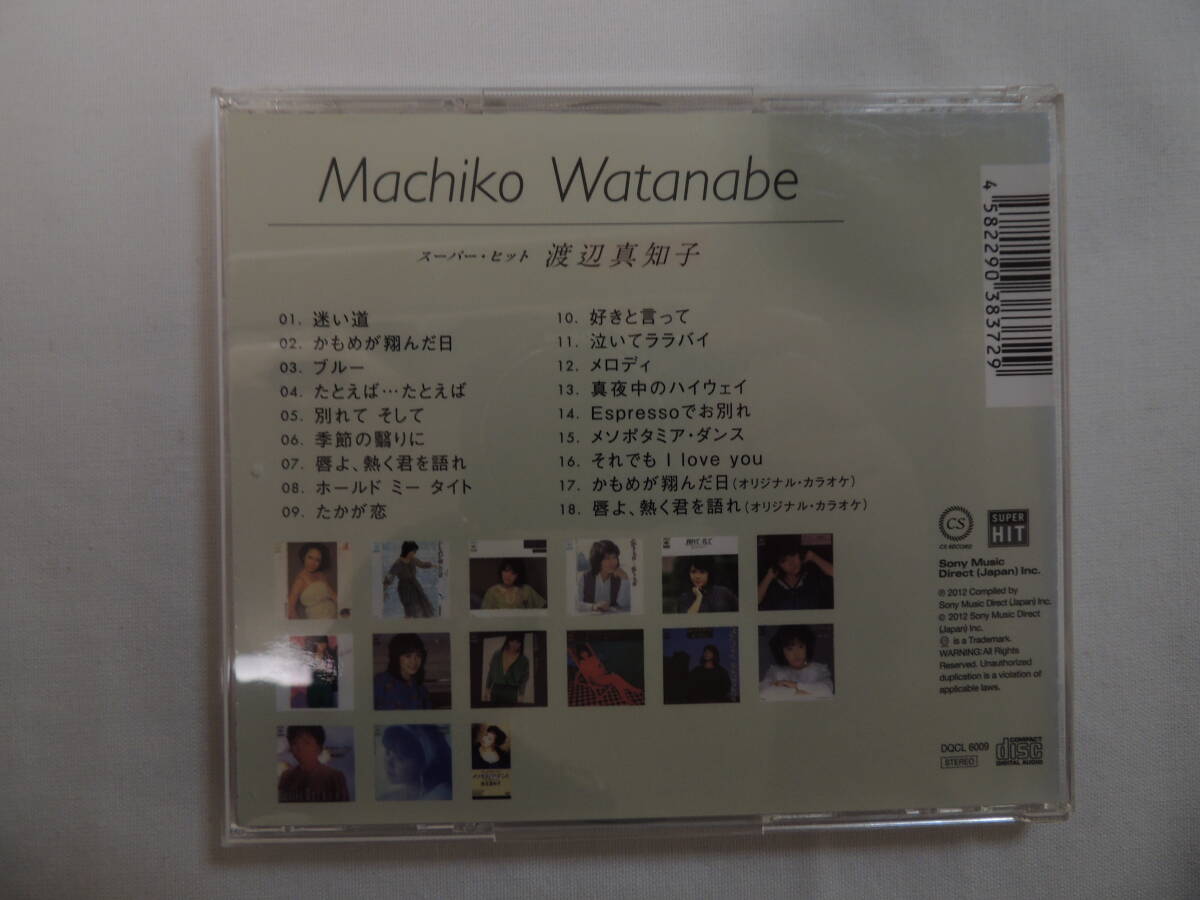 Machiko Watanabe
スーパー・ヒット 渡辺真知子
01. 迷い道
02. かもめが翔んだ日
03. ブルー
04. たとえば…たとえば
05. 別れて そして
06. 季節の翳りに
07. 唇よ、熱く君を語れ
08. ホールド ミー タイト
09. たかが恋
10. 好きと言って
11. 泣いてララバイ
12. メロディ
13. 真夜中のハイウェイ
14. Espressoでお別れ
15. メソポタミア・ダンス
16. それでも I love you
17. かもめが翔んだ日(オリジナル・カラオケ)
18. 唇よ、熱く君を語れ(オリジナル・カラオケ)
4 582290 383729
CS
CS RECORD
SUPER
HIT
Sony Music
Direct (Japan) Inc.
℗ 2012 Compiled by
Sony Music Direct (Japan) Inc.
© 2012 Sony Music Direct
(Japan) Inc.
is a Trademark.
WARNING: All Rights
Reserved. Unauthorized
duplication is a violation of
applicable laws.
DQCL 6009
STEREO
COMPACT
disc
DIGITAL AUDIO